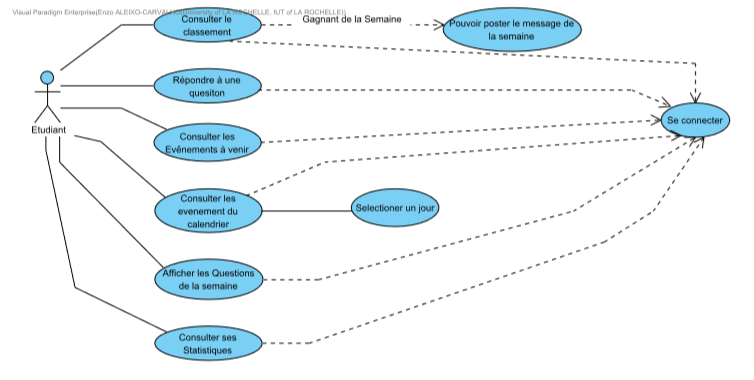 Visual Paradigm Enterprise(Enzo ALEIXO-CARVALHO(University of LA ROCHELLE, IUT of LA ROCHELLE))
Consulter le
classement
Gagnant de la Semaine
Pouvoir poster le message de
la semaine
Répondre à une
quesiton
Se connecter
Etudiant
Consulter les
Evénements à venir
Consulter les
evenement du
calendrier
Selectioner un jour
Afficher les Questions
de la semaine
Consulter ses
Statistiques